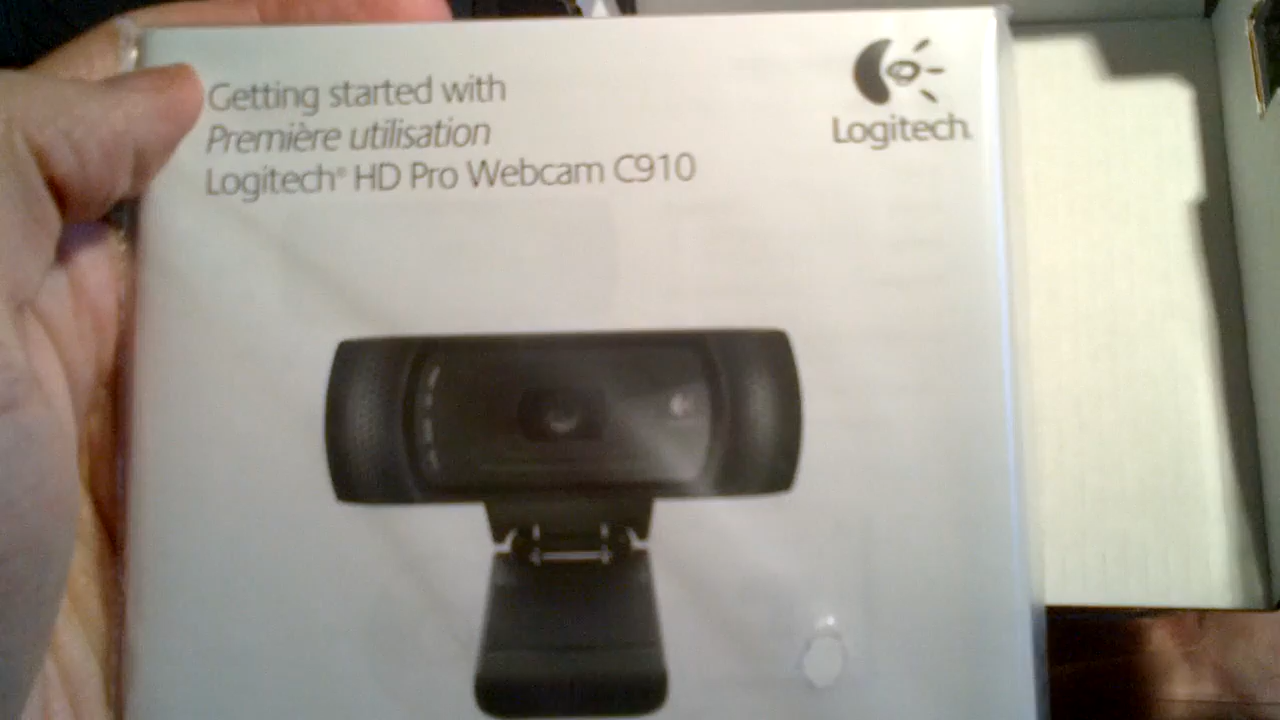 Getting started with
Première utilisation
Logitech® HD Pro Webcam C910
Logitech